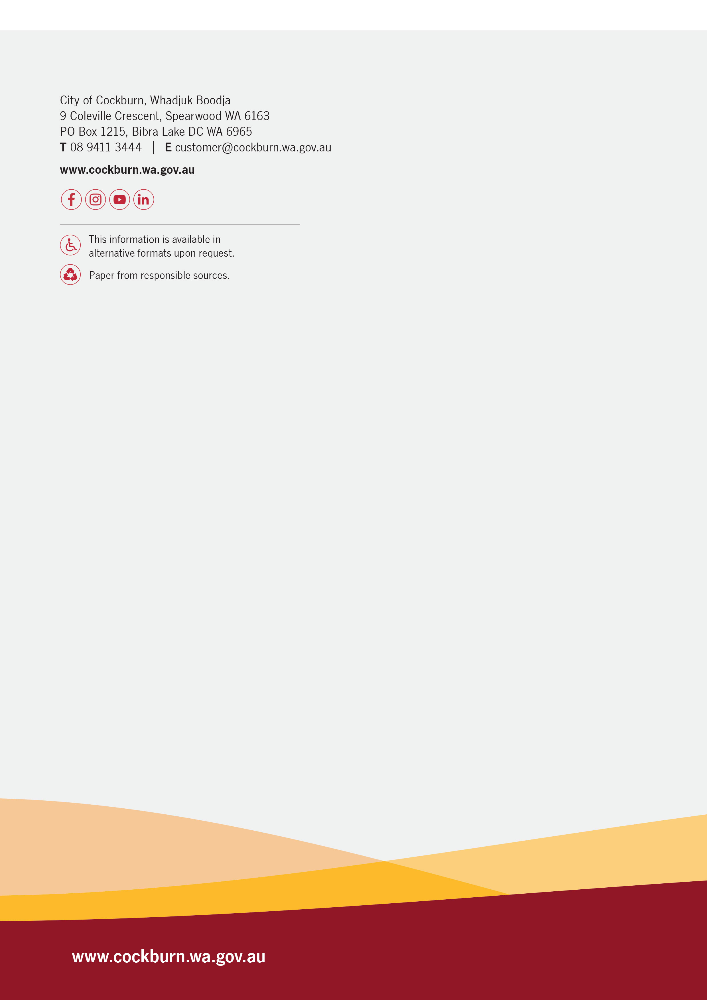 City of Cockburn, Whadjuk Boodja
9 Coleville Crescent, Spearwood WA 6163
PO Box 1215, Bibra Lake DC WA 6965
T 08 9411 3444 | E customer@cockburn.wa.gov.au
www.cockburn.wa.gov.au
This information is available in
alternative formats upon request.
Paper from responsible sources.
www.cockburn.wa.gov.au